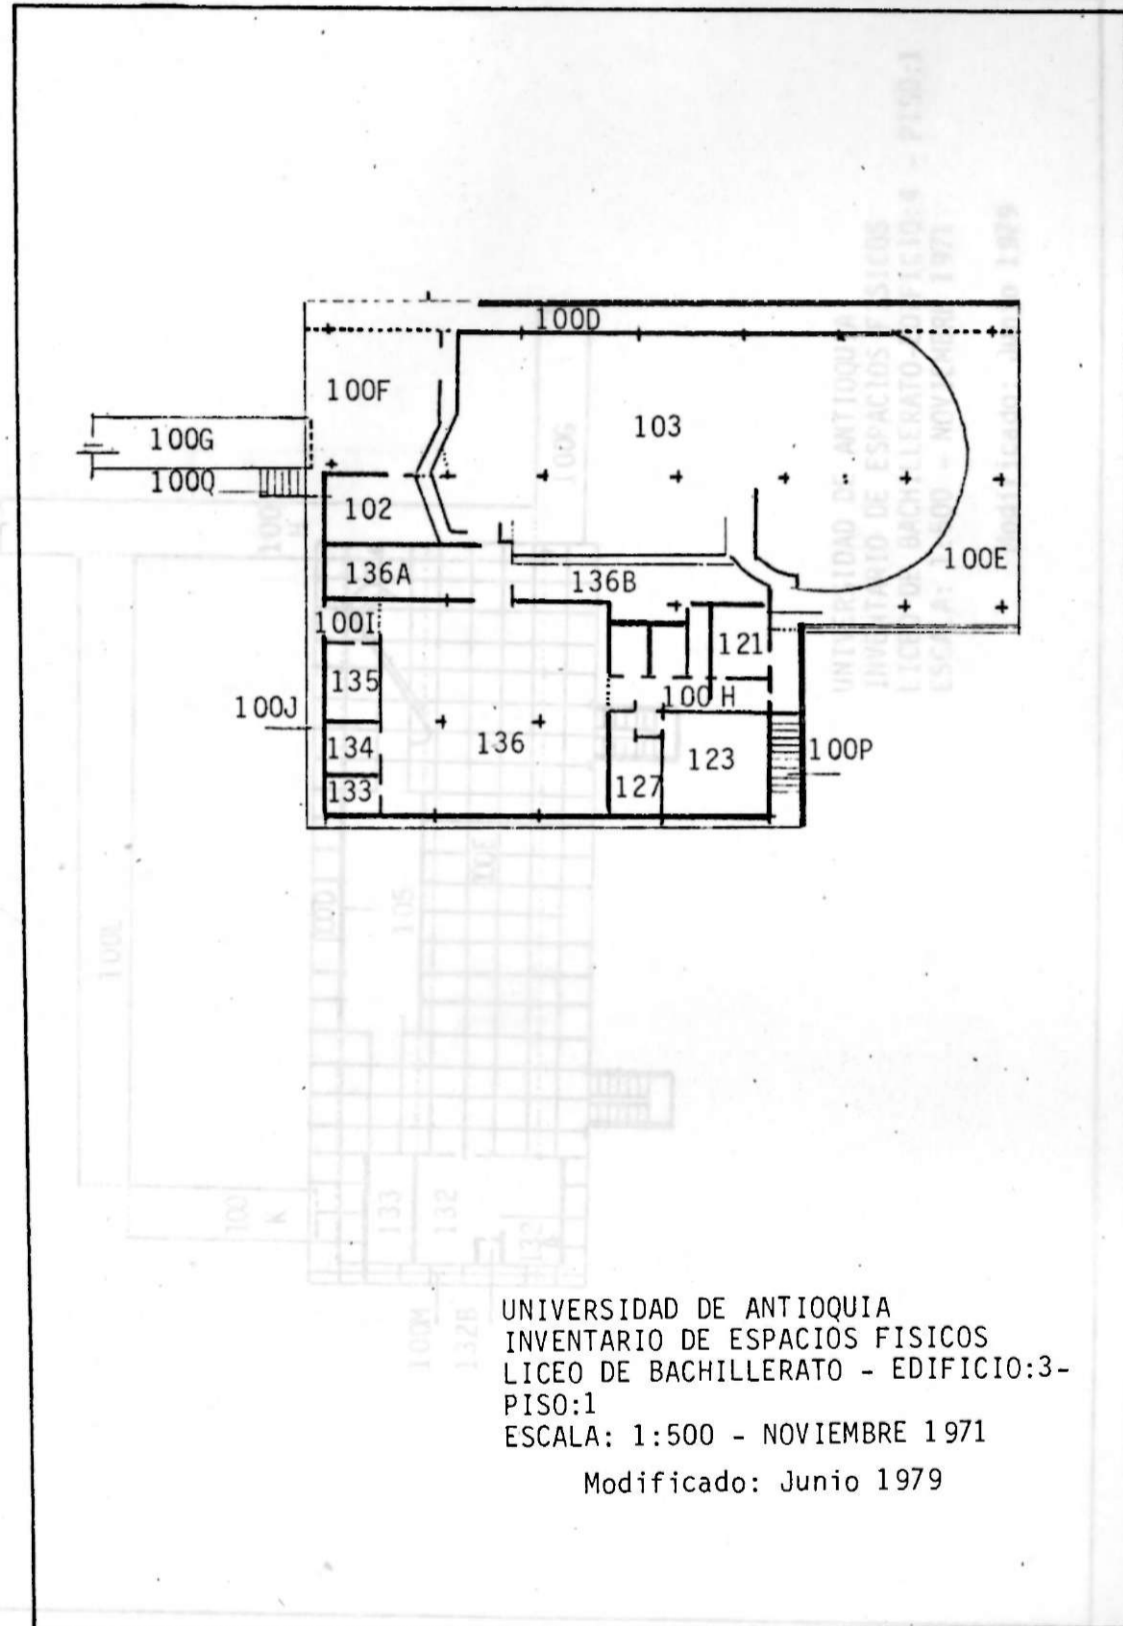 100D
100F
103
100G
100Q
102
100E
136A
136B
100I
121
135
100 H
100J
136
134
123
100P
127
133
UNIVERSIDAD DE ANTIOQUIA
INVENTARIO DE ESPACIOS FISICOS
LICEO DE BACHILLERATO - EDIFICIO:3-
PISO:1
ESCALA: 1:500 - NOVIEMBRE 1971
Modificado: Junio 1979